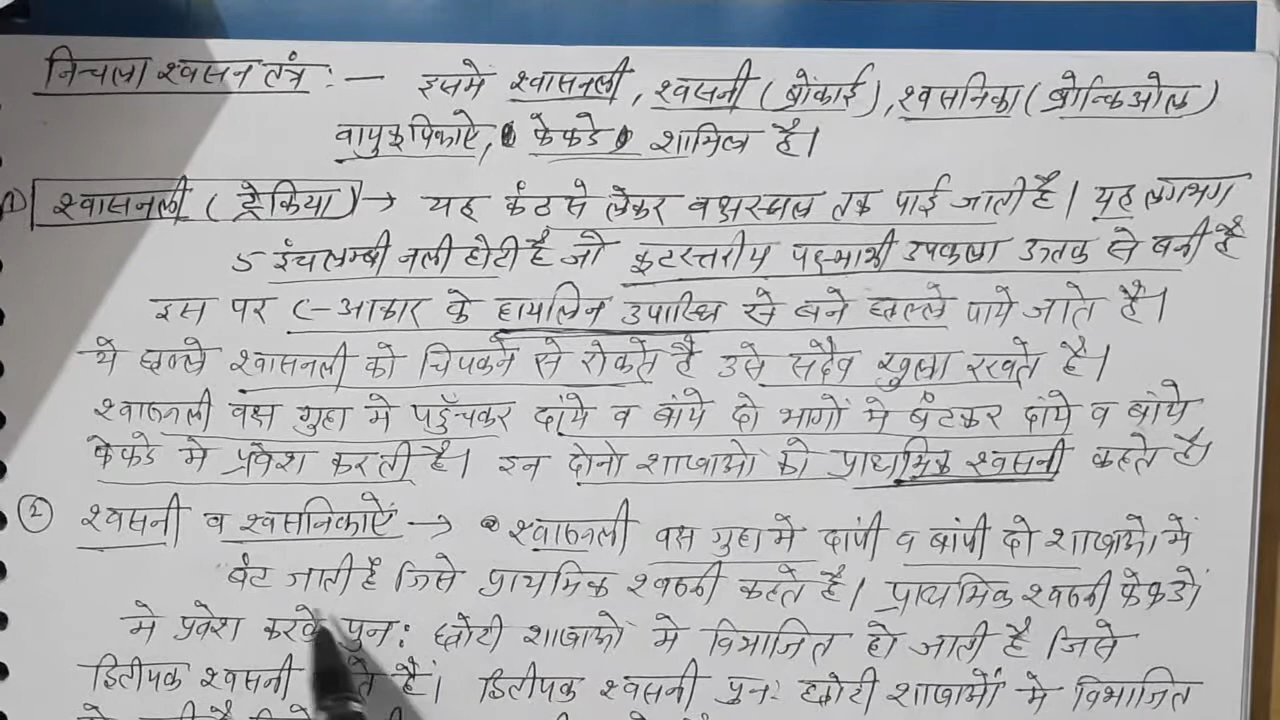 निचला श्वसन तंत्र :— इसमें श्वासनली, श्वसनी (ब्रोंकाई), श्वसनिका (ब्रोन्किओल)
वायुकूपिकाऐ, फेफडे शामिल है।
1) श्वासनली (ट्रेकिया) → यह कंठ से लेकर वक्षस्थल तक पाई जाती है। यह लगभग
5 इंच लम्बी नली होती है जो कूटस्तरीय पक्ष्माभी उपकला ऊतक से बनी है
इस पर C-आकार के हायलिन उपास्थि से बने छल्ले पाये जाते है।
ये छल्ले श्वासनली को चिपकने से रोकते है उसे सदैव खुला रखते है।
श्वासनली वक्ष गुहा मे पहुँचकर दांये व बांये दो भागों मे बंटकर दांये व बांये
फेफडे मे प्रवेश करती है। इन दोनो शाखाओ को प्राथमिक श्वसनी कहते है।
2) श्वसनी व श्वसनिकाऐं → श्वासनली वक्ष गुहा मे दांयी व बांयी दो शाखाओ में
बंट जाती है जिसे प्राथमिक श्वसनी कहते है। प्राथमिक श्वसनी फेफडों
मे प्रवेश करके पुन: छोटी शाखाओं मे विभाजित हो जाती है जिसे
द्वितीयक श्वसनी है। द्वितीयक श्वसनी पुन: छोटी शाखाओं मे विभाजित